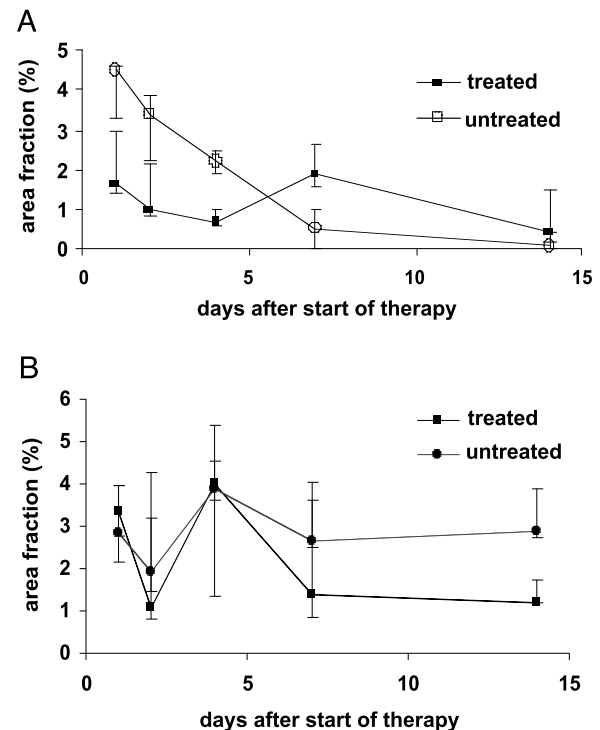 A
5
4
3
2
1
0
area fraction (%)
treated
untreated
0 5 10 15
days after start of therapy
B
6
5
4
3
2
1
0
area fraction (%)
treated
untreated
0 5 10 15
days after start of therapy